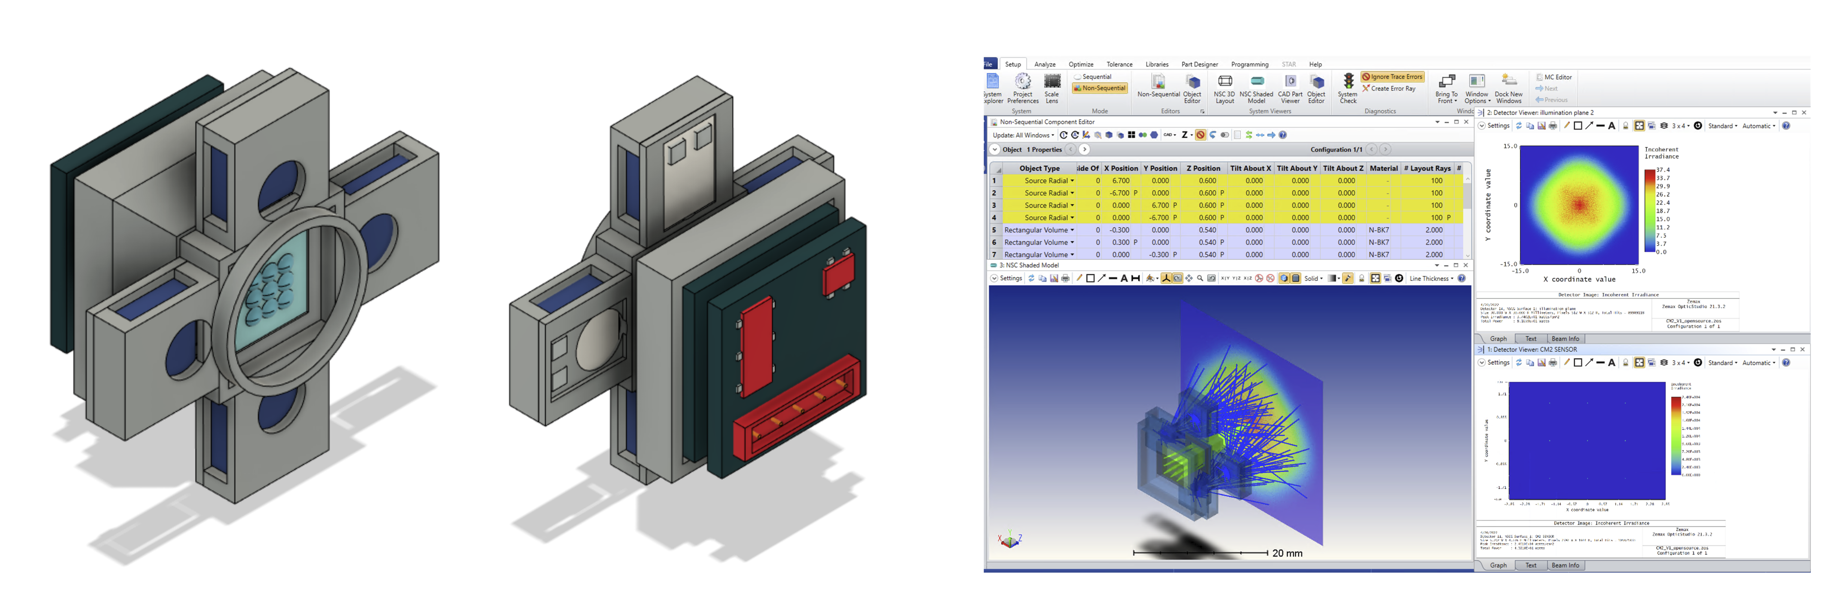 File Setup Analyze Optimize Tolerance Libraries Part Designer Programming STAR Help
System Explorer Project Preferences Scale Lens
Sequential
Non-Sequential
Non-Sequential Object Editor
NSC 3D Layout NSC Shaded Model CAD Part Viewer Object Editor
System Check
Ignore Trace Errors
Create Error Ray
Bring To Front Window Options Dock New Windows
MC Editor
Next
Previous
System Mode Editors System Viewers Diagnostics
Non-Sequential Component Editor
Update: All Windows
Object 1 Properties Configuration 1/1
Object Type ide Of X Position Y Position Z Position Tilt About X Tilt About Y Tilt About Z Material # Layout Rays #
1 Source Radial 0 6.700 0.000 0.600 0.000 0.000 0.000 - 100
2 Source Radial 0 -6.700 P 0.000 0.600 P 0.000 0.000 0.000 - 100
3 Source Radial 0 0.000 6.700 P 0.600 P 0.000 0.000 0.000 - 100
4 Source Radial 0 0.000 -6.700 P 0.600 P 0.000 0.000 0.000 - 100 P
5 Rectangular Volume 0 -0.300 0.000 0.540 0.000 0.000 0.000 N-BK7 2.000
6 Rectangular Volume 0 0.300 P 0.000 0.540 P 0.000 0.000 0.000 N-BK7 2.000
7 Rectangular Volume 0 0.000 -0.300 P 0.540 P 0.000 0.000 0.000 N-BK7 2.000
3: NSC Shaded Model
Settings
Solid
Line Thickness
X
Y
Z
20 mm
2: Detector Viewer: illumination plane 2
Settings 3 x 4 Standard Automatic
15.0
0
-15.0
Y coordinate value
-15.0 0 15.0
X coordinate value
Incoherent
Irradiance
37.4
33.7
29.9
26.2
22.4
18.7
15.0
11.2
7.5
3.7
0.0
Detector Image: Incoherent Irradiance
Zemax
Zemax OpticStudio 21.3.2
CM2_V1_opensource.zos
Configuration 1 of 1
Graph Text Beam Info
1: Detector Viewer: CM2 SENSOR
Settings 3 x 4 Standard Automatic
Y coordinate value
X coordinate value
Detector Image: Incoherent Irradiance
Zemax
Zemax OpticStudio 21.3.2
CM2_V1_opensource.zos
Configuration 1 of 1
Graph Text Beam Info